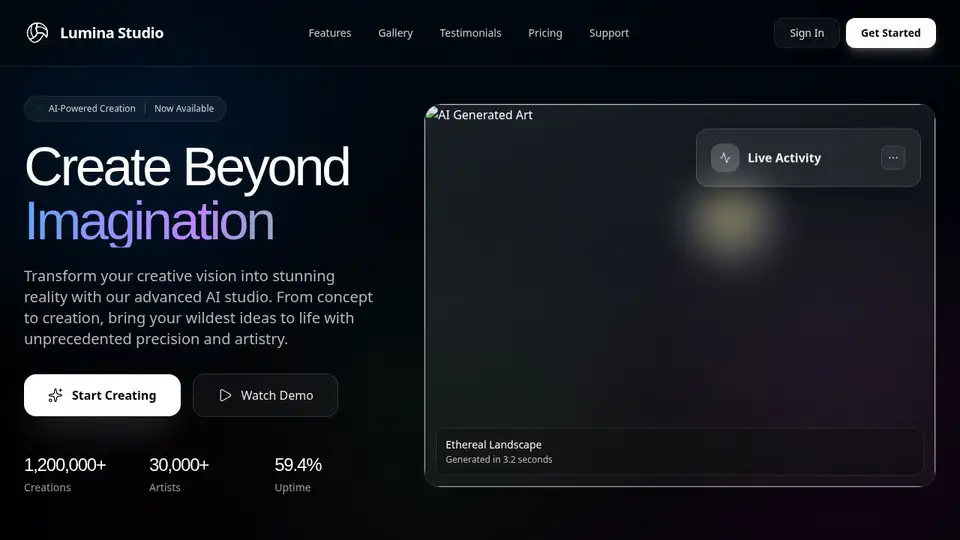 Lumina Studio
Features
Gallery
Testimonials
Pricing
Support
Sign In
Get Started
AI-Powered Creation
Now Available
Create Beyond
Imagination
Transform your creative vision into stunning
reality with our advanced AI studio. From concept
to creation, bring your wildest ideas to life with
unprecedented precision and artistry.
Start Creating
Watch Demo
1,200,000+
Creations
30,000+
Artists
59.4%
Uptime
AI Generated Art
Live Activity
Ethereal Landscape
Generated in 3.2 seconds